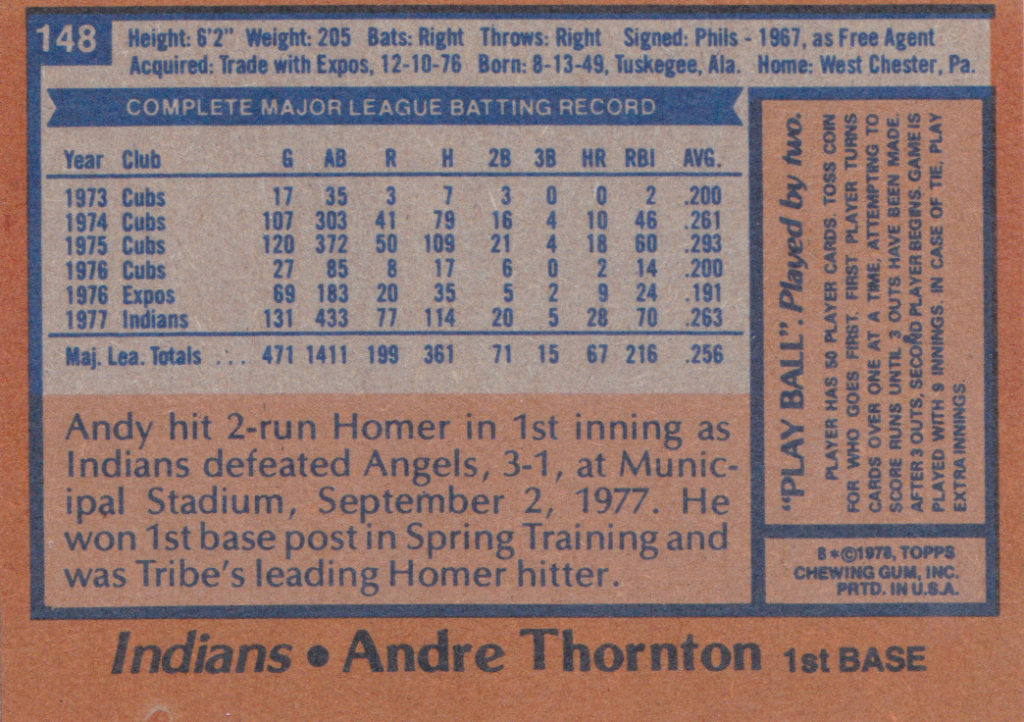 148
Height: 6'2" Weight: 205 Bats: Right Throws: Right Signed: Phils - 1967, as Free Agent
Acquired: Trade with Expos, 12-10-76 Born: 8-13-49, Tuskegee, Ala. Home: West Chester, Pa.
COMPLETE MAJOR LEAGUE BATTING RECORD
Year Club G AB R H 2B 3B HR RBI AVG.
1973 Cubs 17 35 3 7 3 0 0 2 .200
1974 Cubs 107 303 41 79 16 4 10 46 .261
1975 Cubs 120 372 50 109 21 4 18 60 .293
1976 Cubs 27 85 8 17 6 0 2 14 .200
1976 Expos 69 183 20 35 5 2 9 24 .191
1977 Indians 131 433 77 114 20 5 28 70 .263
Maj. Lea. Totals ... 471 1411 199 361 71 15 67 216 .256
Andy hit 2-run Homer in 1st inning as
Indians defeated Angels, 3-1, at Munic-
ipal Stadium, September 2, 1977. He
won 1st base post in Spring Training and
was Tribe's leading Homer hitter.
"PLAY BALL". Played by two.
PLAYER HAS 50 PLAYER CARDS. TOSS COIN
FOR WHO GOES FIRST. FIRST PLAYER TURNS
CARDS OVER ONE AT A TIME, ATTEMPTING TO
SCORE RUNS UNTIL 3 OUTS HAVE BEEN MADE.
AFTER 3 OUTS, SECOND PLAYER BEGINS. GAME IS
PLAYED WITH 9 INNINGS. IN CASE OF TIE, PLAY
EXTRA INNINGS.
8*©1978, TOPPS
CHEWING GUM, INC.
PRTD. IN U.S.A.
Indians • Andre Thornton 1st BASE